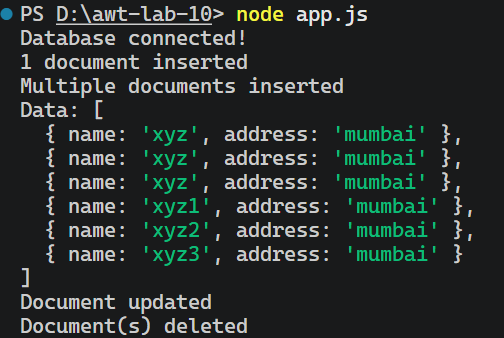 PS D:\awt-lab-10> node app.js
Database connected!
1 document inserted
Multiple documents inserted
Data: [
  { name: 'xyz', address: 'mumbai' },
  { name: 'xyz', address: 'mumbai' },
  { name: 'xyz', address: 'mumbai' },
  { name: 'xyz1', address: 'mumbai' },
  { name: 'xyz2', address: 'mumbai' },
  { name: 'xyz3', address: 'mumbai' }
]
Document updated
Document(s) deleted